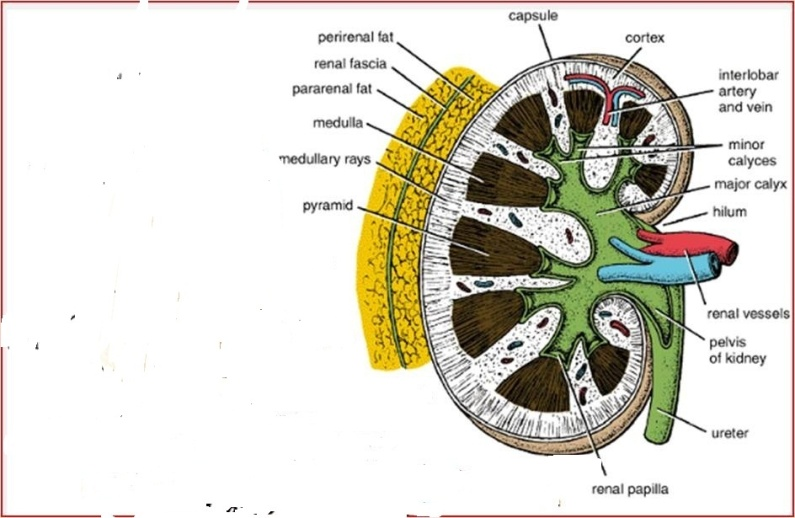 capsule
cortex
perirenal fat
renal fascia
pararenal fat
medulla
medullary rays
pyramid
interlobar
artery
and vein
minor
calyces
major calyx
hilum
renal vessels
pelvis
of kidney
ureter
renal papilla